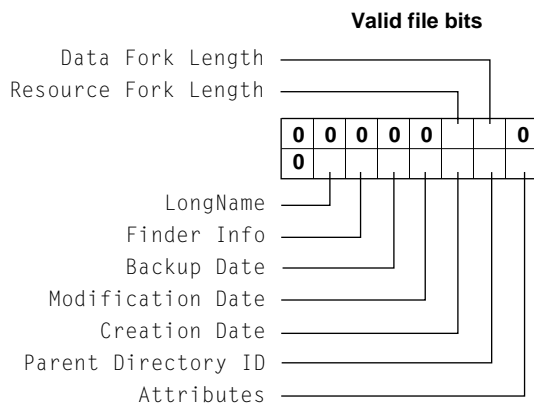 Valid file bits
Data Fork Length
Resource Fork Length
0 0 0 0 0 0
0
LongName
Finder Info
Backup Date
Modification Date
Creation Date
Parent Directory ID
Attributes